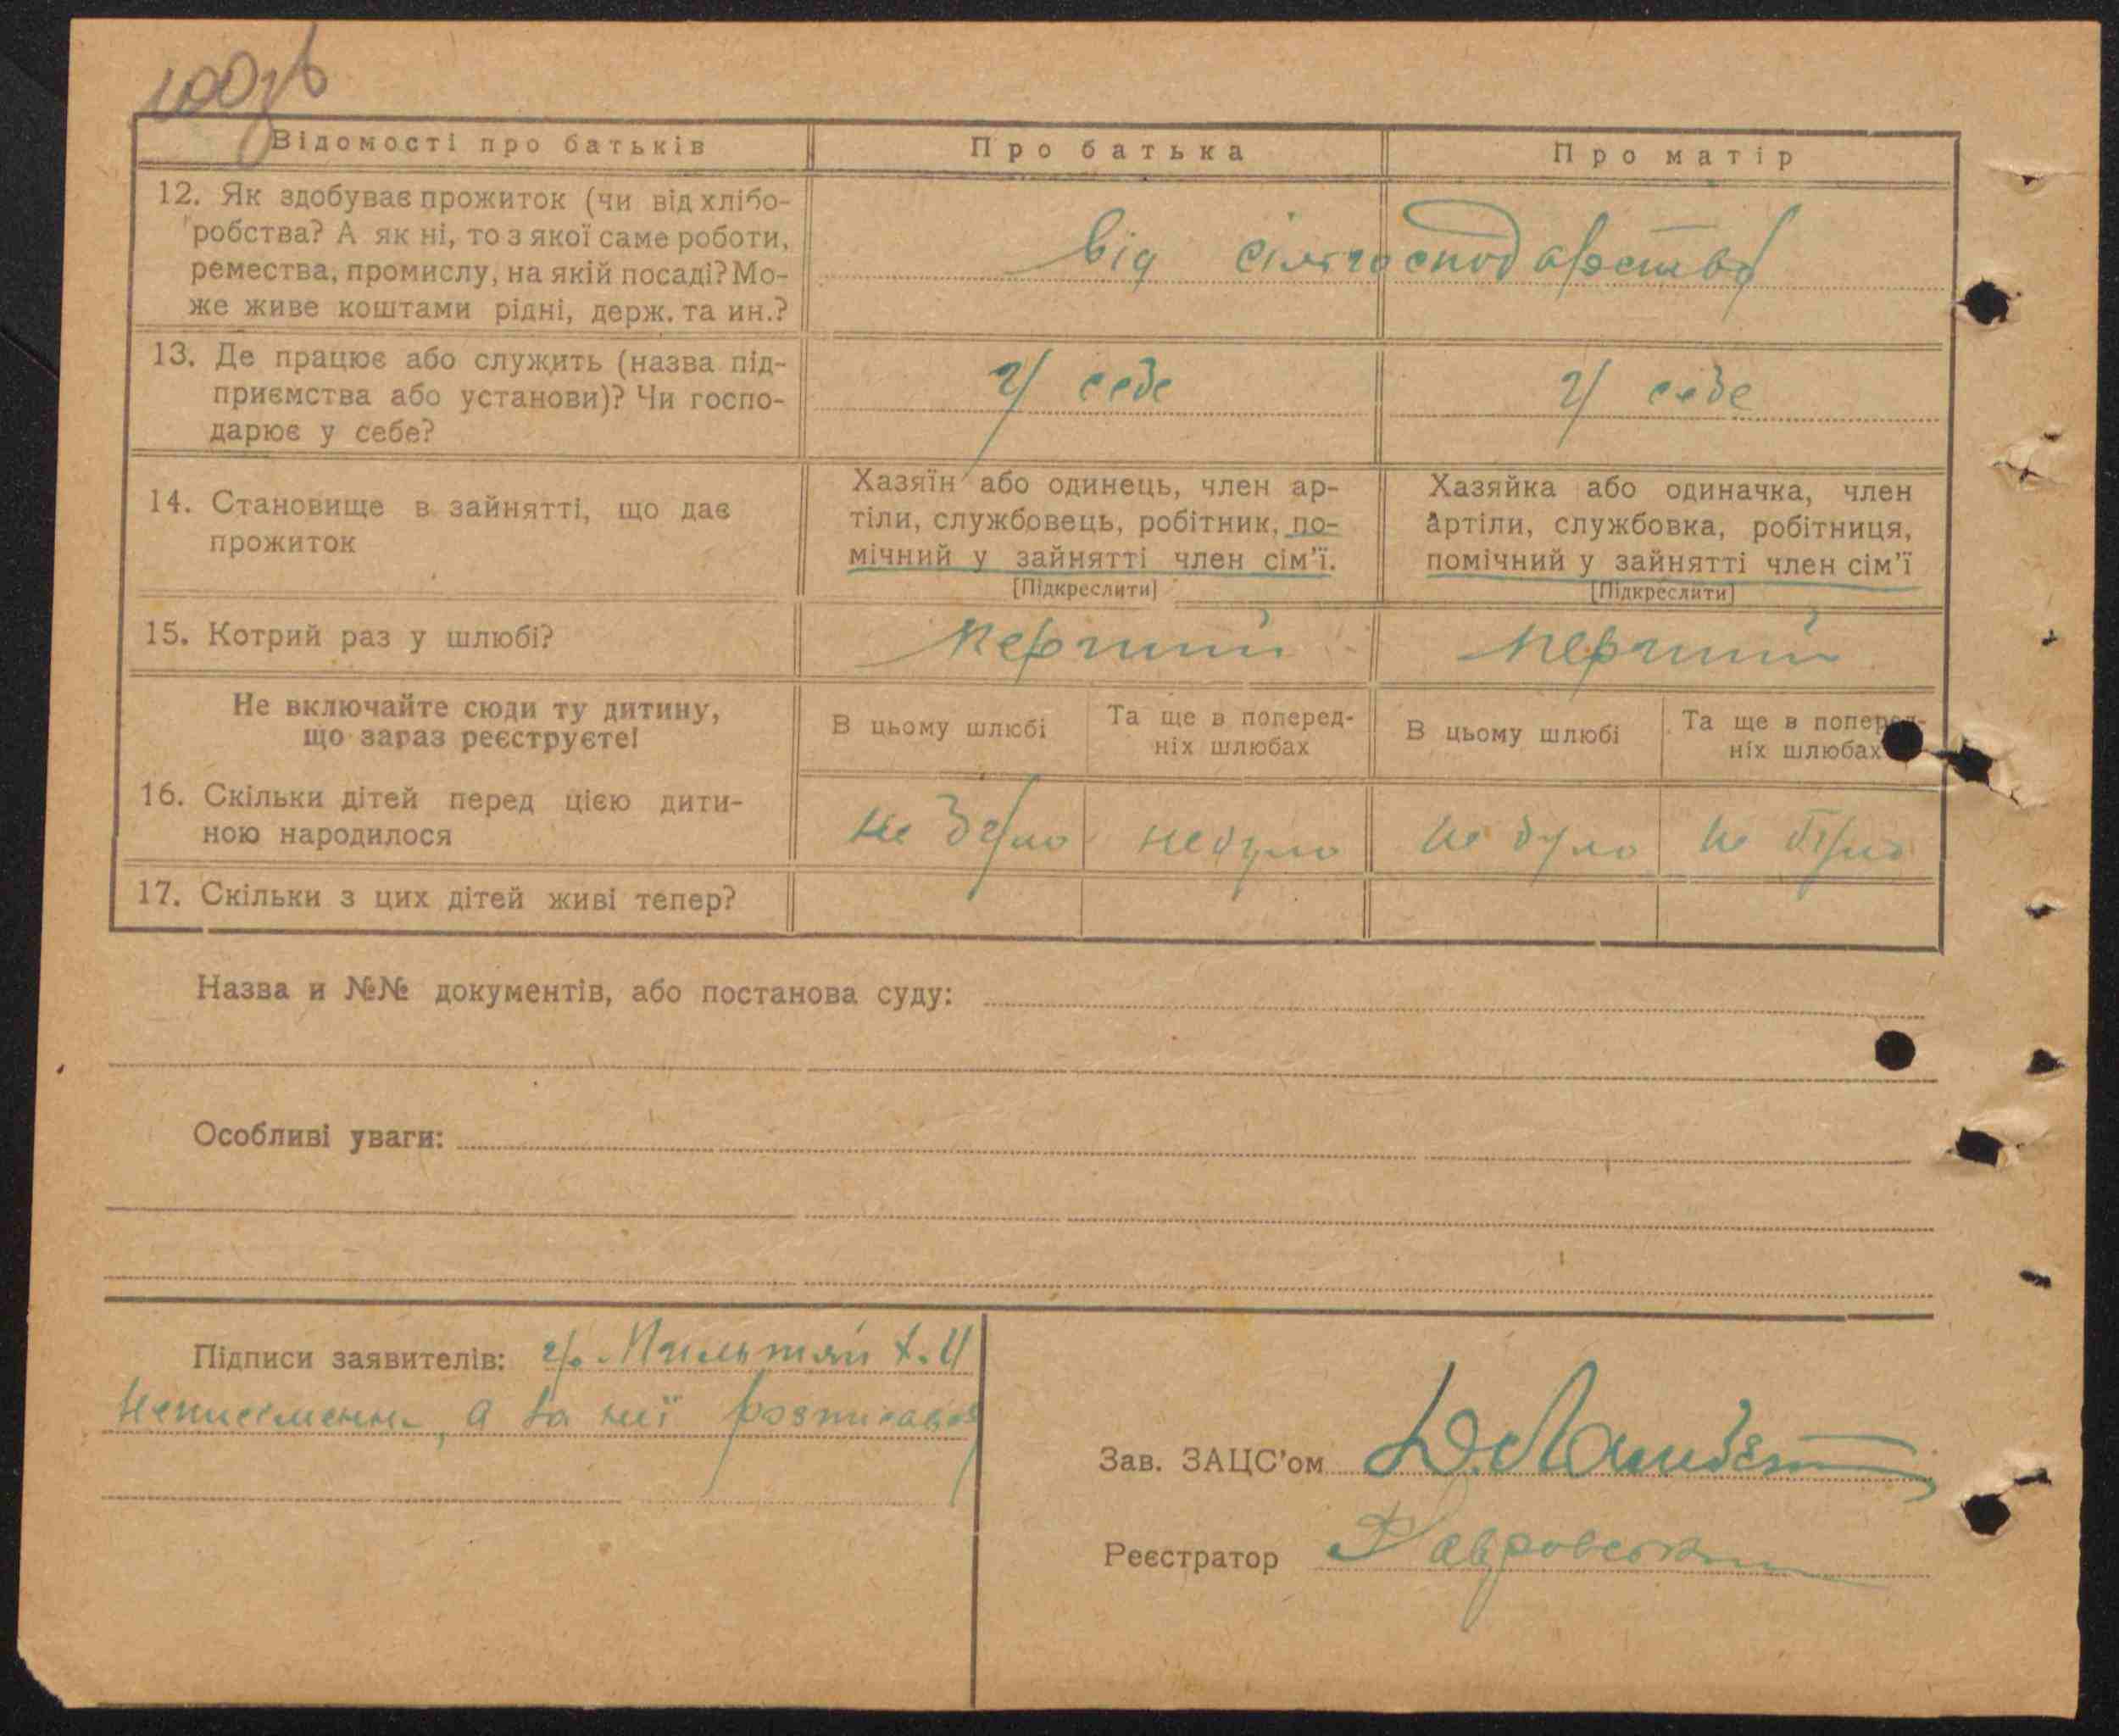 100зв
Відомості про батьків
Про батька
Про матір
12. Як здобуває прожиток (чи від хлібо-
робства? А як ні, то з якої саме роботи,
ремества, промислу, на якій посаді? Мо-
же живе коштами рідні, держ. та ин.?
від сільгосподарства
13. Де працює або служить (назва під-
приємства або установи)? Чи госпо-
дарює у себе?
у себе
у себе
14. Становище в зайнятті, що дає
прожиток
Хазяїн або одинець, член ар-
тіли, службовець, робітник, по-
мічний у зайнятті член сім'ї.
[Підкреслити]
Хазяйка або одиначка, член
артіли, службовка, робітниця,
помічний у зайнятті член сім'ї
[Підкреслити]
15. Котрий раз у шлюбі?
перший
перший
Не включайте сюди ту дитину,
що зараз реєструєте!
В цьому шлюбі
Та ще в поперед-
ніх шлюбах
В цьому шлюбі
Та ще в поперед-
ніх шлюбах
16. Скільки дітей перед цією дити-
ною народилося
не було
не було
не було
не було
17. Скільки з цих дітей живі тепер?
Назва и №№ документів, або постанова суду:
Особливі уваги:
Підписи заявителів: гр.
неписьменна, а за неї розписався
Зав. ЗАЦС'ом
Реєстратор